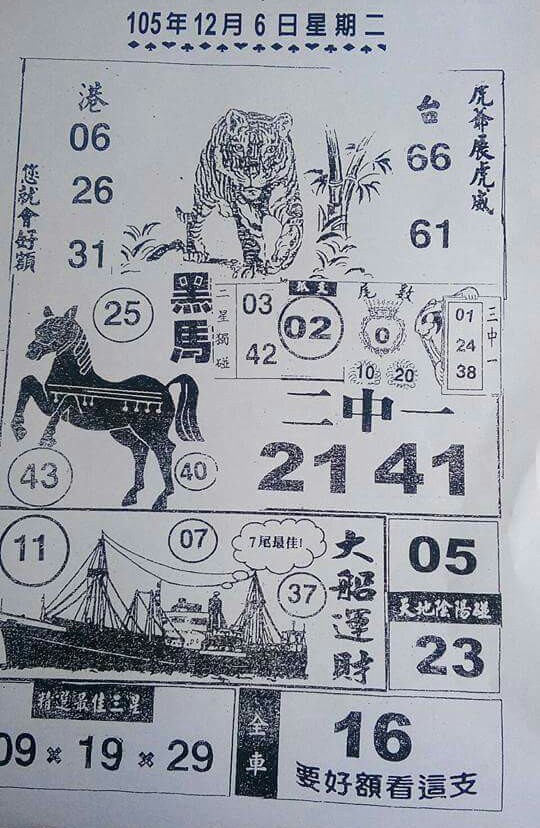 105年12月6日星期二
港
06
26
31
您就會好額
台
66
61
虎爺展虎威
黑馬
25
43
40
二星獨碰
03
42
02
尾數
0
10
20
三中一
01
24
38
二中一
21 41
11
07
7尾最佳!
37
大船運財
05
天地陰陽碰
23
精選最佳三星
09 × 19 × 29
全車
16
要好額看這支